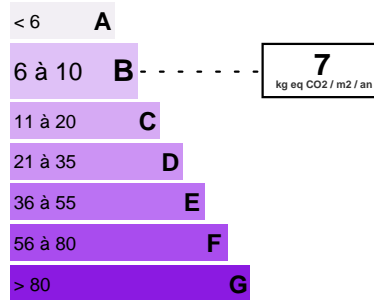 < 6 A
6 à 10 B
7
kg eq CO2 / m2 / an
11 à 20 C
21 à 35 D
36 à 55 E
56 à 80 F
> 80 G